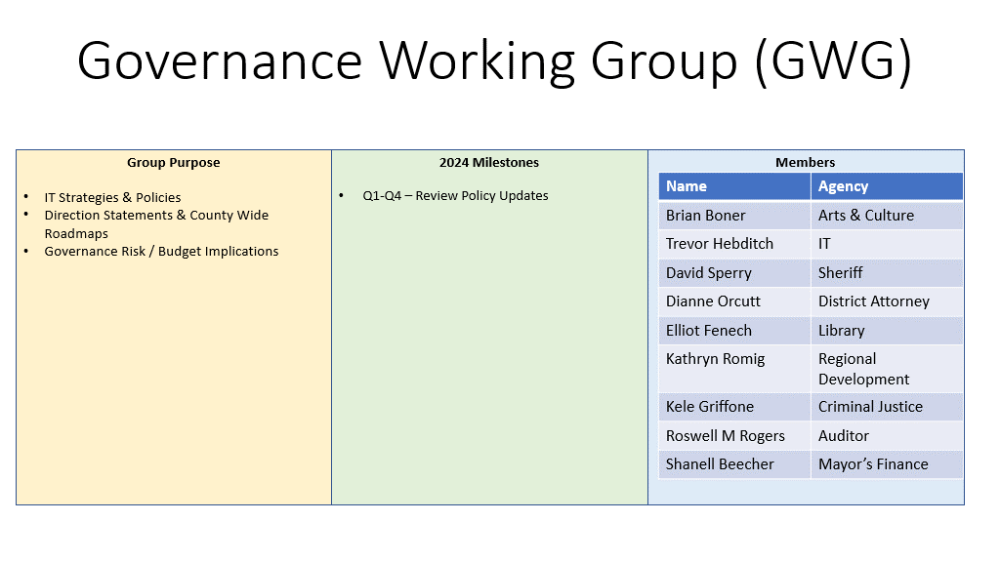 Governance Working Group (GWG)
Group Purpose
• IT Strategies & Policies
• Direction Statements & County Wide
Roadmaps
• Governance Risk / Budget Implications
2024 Milestones
• Q1-Q4 – Review Policy Updates
Members
Name Agency
Brian Boner Arts & Culture
Trevor Hebditch IT
David Sperry Sheriff
Dianne Orcutt District Attorney
Elliot Fenech Library
Kathryn Romig Regional
Development
Kele Griffone Criminal Justice
Roswell M Rogers Auditor
Shanell Beecher Mayor’s Finance